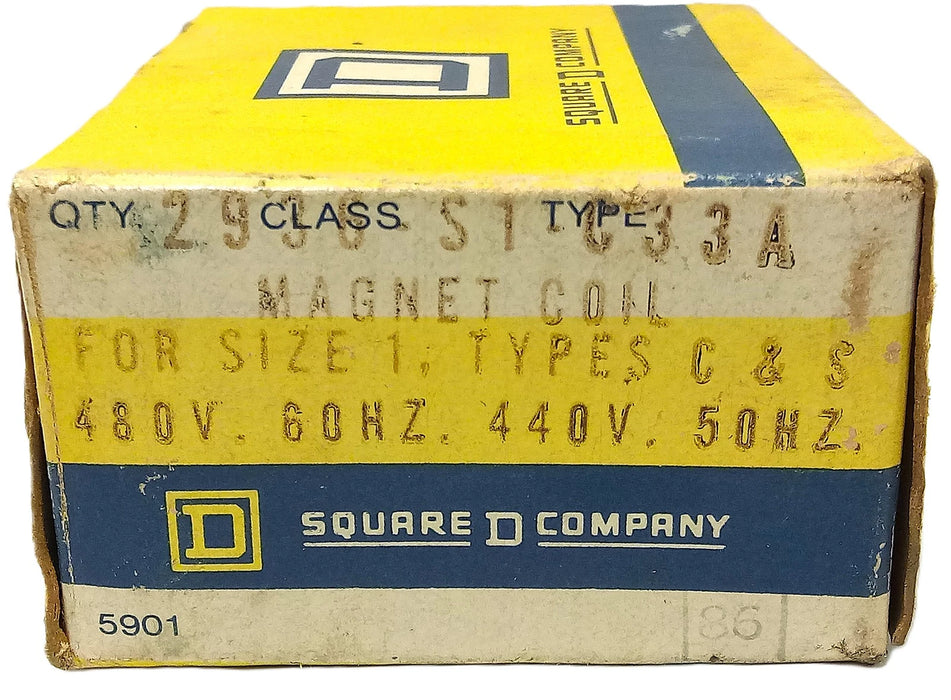 D
SQUARE D COMPANY
QTY. CLASS TYPE
2936 S1-C33A
MAGNET COIL
FOR SIZE 1, TYPES C & S
480V. 60HZ. 440V. 50HZ.
D SQUARE D COMPANY
5901
86